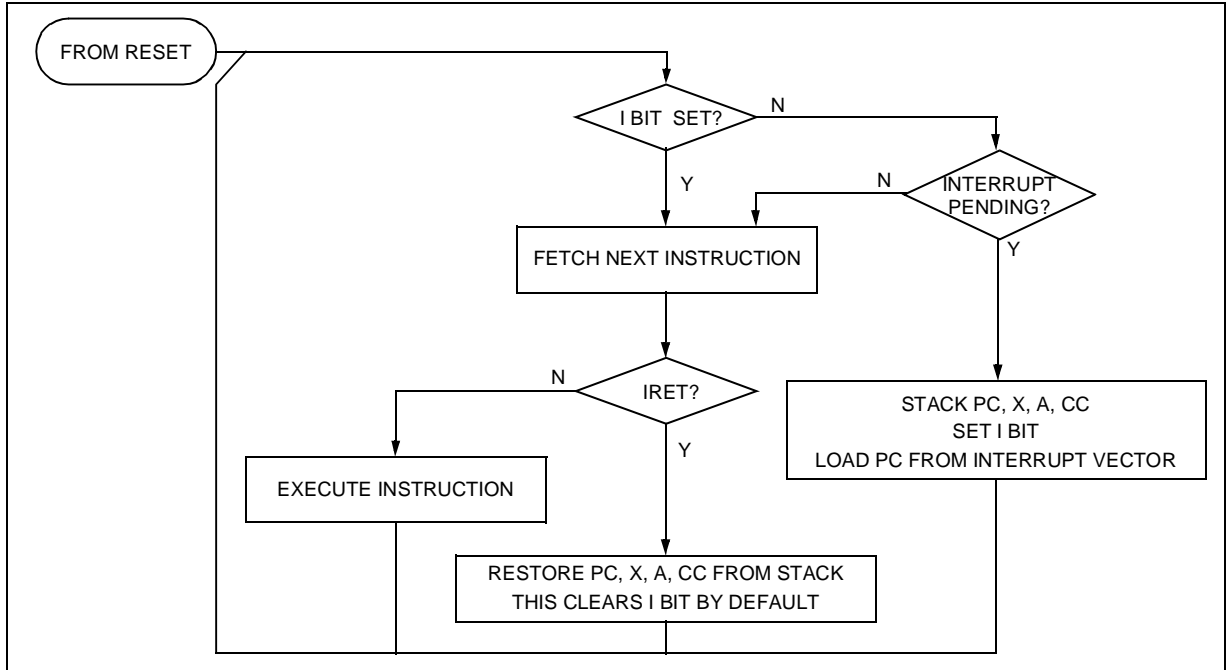 FROM RESET
I BIT SET?
N
Y
N
INTERRUPT
PENDING?
Y
FETCH NEXT INSTRUCTION
N
IRET?
Y
STACK PC, X, A, CC
SET I BIT
LOAD PC FROM INTERRUPT VECTOR
EXECUTE INSTRUCTION
RESTORE PC, X, A, CC FROM STACK
THIS CLEARS I BIT BY DEFAULT